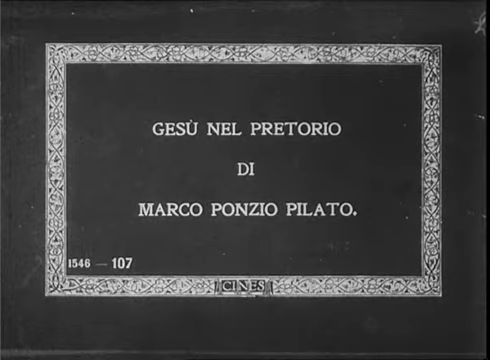 GESÙ NEL PRETORIO
DI
MARCO PONZIO PILATO.
1546 — 107
CINES